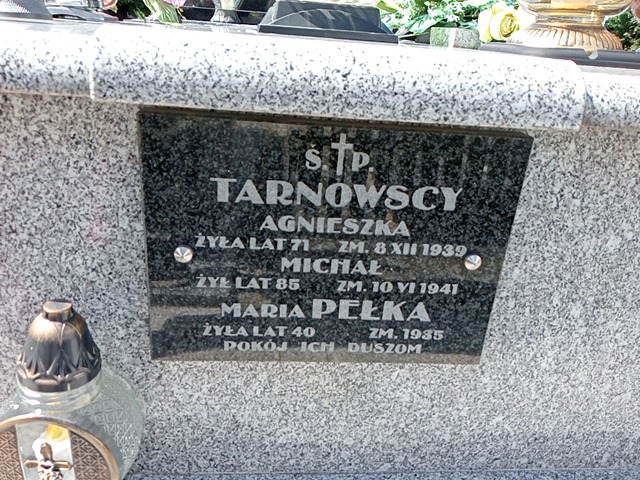 Ś P
TARNOWSCY
AGNIESZKA
ŻYŁA LAT 71 ZM. 8 XII 1939
MICHAŁ
ŻYŁ LAT 85 ZM. 10 VI 1941
MARIA PEŁKA
ŻYŁA LAT 40 ZM. 1935
POKÓJ ICH DUSZOM